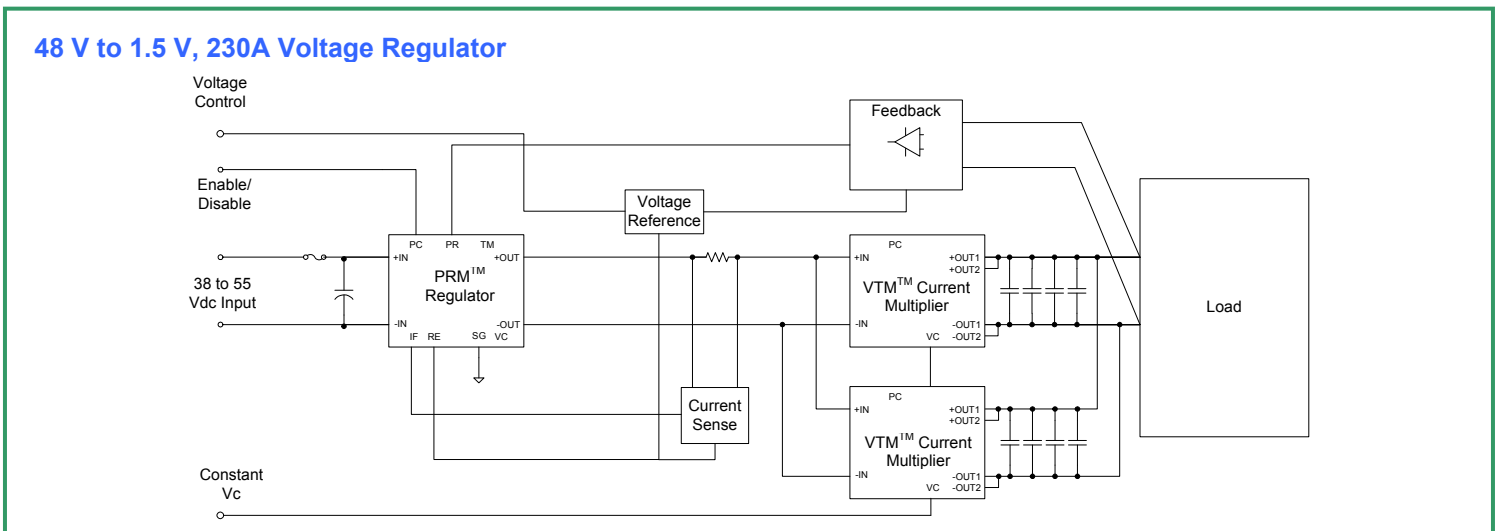 48 V to 1.5 V, 230A Voltage Regulator
Voltage
Control
Feedback
Enable/
Disable
Voltage
Reference
PC PR TM
+IN
+OUT
PRM™
Regulator
-IN
-OUT
IF RE SG VC
38 to 55
Vdc Input
PC
+IN
+OUT1
+OUT2
VTM™ Current
Multiplier
-IN
-OUT1
VC -OUT2
Load
Current
Sense
PC
+IN
+OUT1
+OUT2
VTM™ Current
Multiplier
-IN
-OUT1
VC -OUT2
Constant
Vc